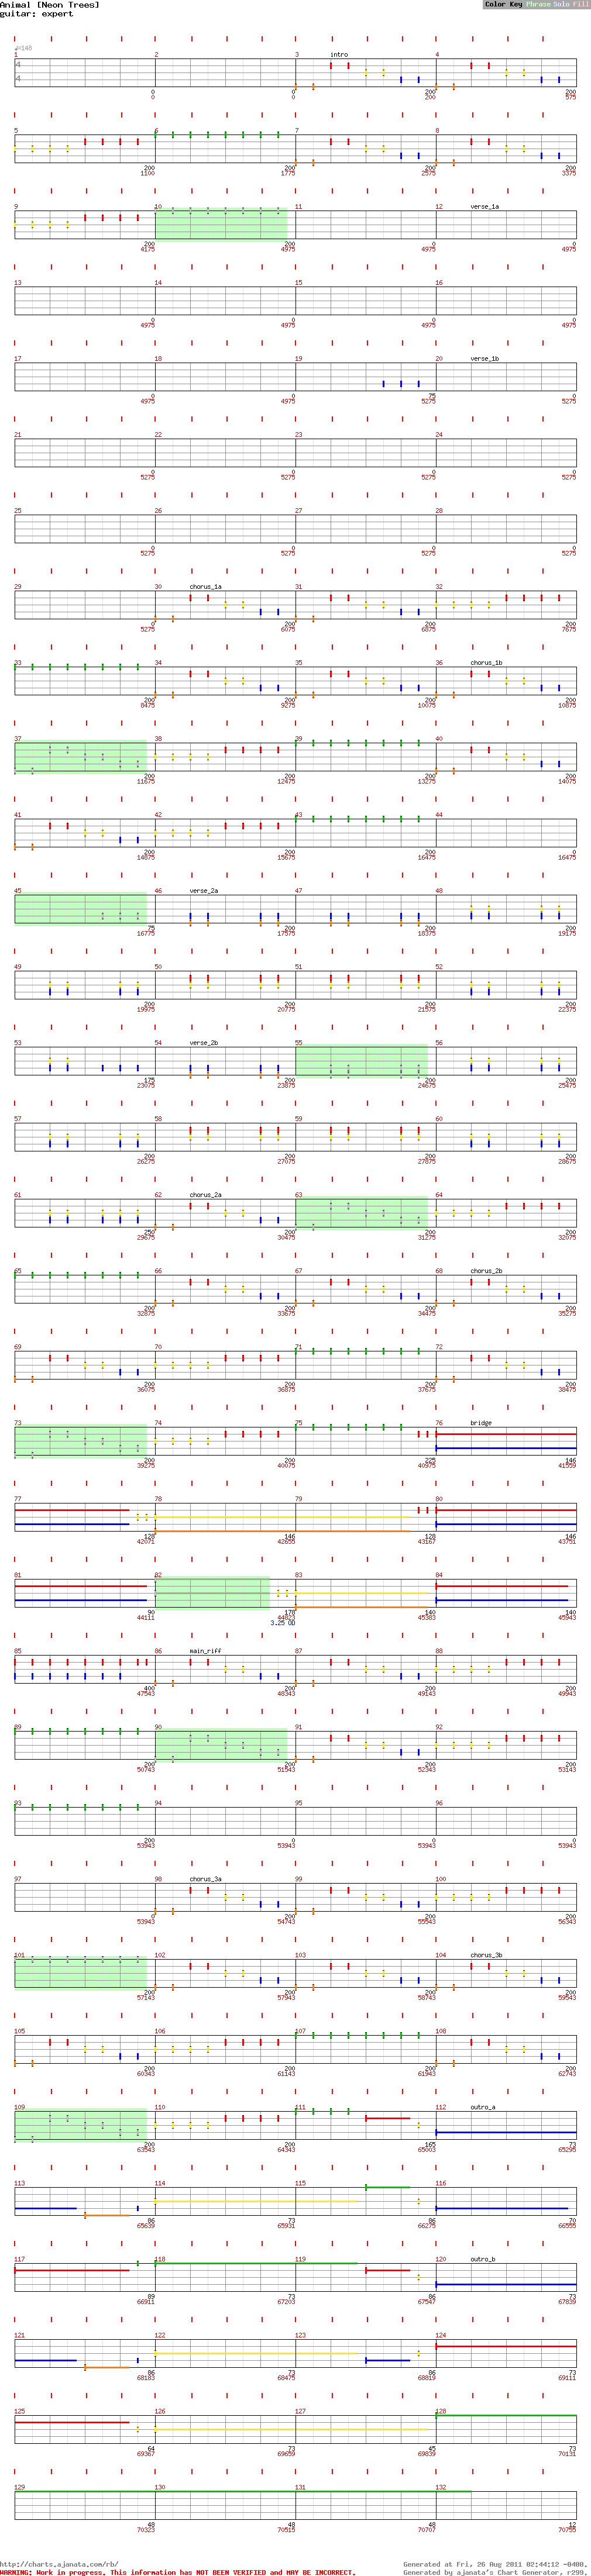 Animal [Neon Trees]
guitar: expert
Color Key Phrase Solo Fill
♩=148
1 2 3 intro 4
4
4
0 0 200 200
0 0 200 575
5 6 7 8
200 200 200 200
1100 1775 2575 3375
9 10 11 12 verse_1a
200 200 0 0
4175 4975 4975 4975
13 14 15 16
0 0 0 0
4975 4975 4975 4975
17 18 19 20 verse_1b
0 0 75 0
4975 4975 5275 5275
21 22 23 24
0 0 0 0
5275 5275 5275 5275
25 26 27 28
0 0 0 0
5275 5275 5275 5275
29 30 chorus_1a 31 32
0 200 200 200
5275 6075 6875 7675
33 34 35 36 chorus_1b
200 200 200 200
8475 9275 10075 10875
37 38 39 40
200 200 200 200
11675 12475 13275 14075
41 42 43 44
200 200 200 0
14875 15675 16475 16475
45 46 verse_2a 47 48
75 200 200 200
16775 17575 18375 19175
49 50 51 52
200 200 200 200
19975 20775 21575 22375
53 54 verse_2b 55 56
175 200 200 200
23075 23875 24675 25475
57 58 59 60
200 200 200 200
26275 27075 27875 28675
61 62 chorus_2a 63 64
250 200 200 200
29675 30475 31275 32075
65 66 67 68 chorus_2b
200 200 200 200
32875 33675 34475 35275
69 70 71 72
200 200 200 200
36075 36875 37675 38475
73 74 75 76 bridge
200 200 225 146
39275 40075 40975 41559
77 78 79 80
128 146 128 146
42071 42655 43167 43751
81 82 83 84
90 178 140 140
44111 44823 45383 45943
3.25 OD
85 86 main_riff 87 88
400 200 200 200
47543 48343 49143 49943
89 90 91 92
200 200 200 200
50743 51543 52343 53143
93 94 95 96
200 0 0 0
53943 53943 53943 53943
97 98 chorus_3a 99 100
0 200 200 200
53943 54743 55543 56343
101 102 103 104 chorus_3b
200 200 200 200
57143 57943 58743 59543
105 106 107 108
200 200 200 200
60343 61143 61943 62743
109 110 111 112 outro_a
200 200 165 73
63543 64343 65003 65295
113 114 115 116
86 73 86 70
65639 65931 66275 66555
117 118 119 120 outro_b
89 73 86 73
66911 67203 67547 67839
121 122 123 124
86 73 86 73
68183 68475 68819 69111
125 126 127 128
64 73 45 73
69367 69659 69839 70131
129 130 131 132
48 48 48 12
70323 70515 70707 70755
http://charts.ajanata.com/rb/ Generated at Fri, 26 Aug 2011 02:44:12 -0400.
WARNING: Work in progress. This information has NOT BEEN VERIFIED and MAY BE INCORRECT. Generated by ajanata's Chart Generator, r299.